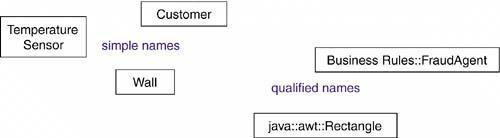 Customer
Temperature
Sensor
simple names
Business Rules::FraudAgent
Wall
qualified names
java::awt::Rectangle